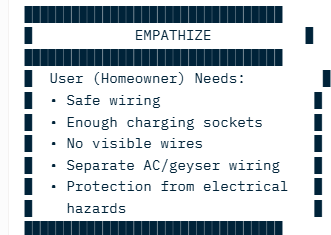 EMPATHIZE
User (Homeowner) Needs:
• Safe wiring
• Enough charging sockets
• No visible wires
• Separate AC/geyser wiring
• Protection from electrical
hazards